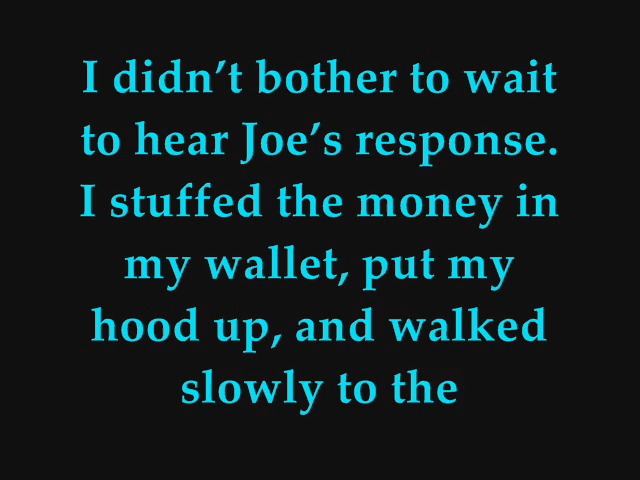 I didn’t bother to wait
to hear Joe’s response.
I stuffed the money in
my wallet, put my
hood up, and walked
slowly to the